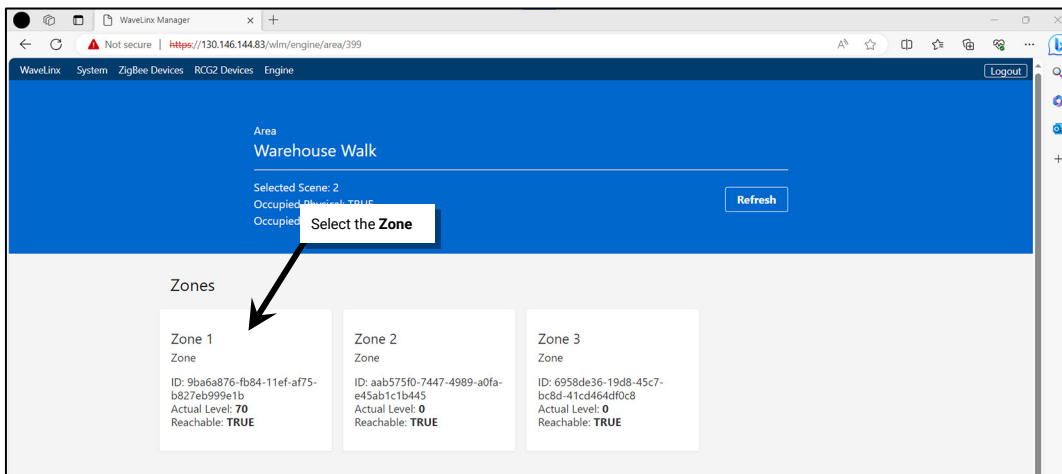 WaveLinx Manager
Not secure | https://130.146.144.83/wlm/engine/area/399
WaveLinx System ZigBee Devices RCG2 Devices Engine Logout
Area
Warehouse Walk
Selected Scene: 2
Occupied Physical: TRUE
Refresh
Occupied
Select the Zone
Zones
Zone 1
Zone
ID: 9ba6a876-fb84-11ef-af75-
b827eb999e1b
Actual Level: 70
Reachable: TRUE
Zone 2
Zone
ID: aab575f0-7447-4989-a0fa-
e45ab1c1b445
Actual Level: 0
Reachable: TRUE
Zone 3
Zone
ID: 6958de36-19d8-45c7-
bc8d-41cd464df0c8
Actual Level: 0
Reachable: TRUE